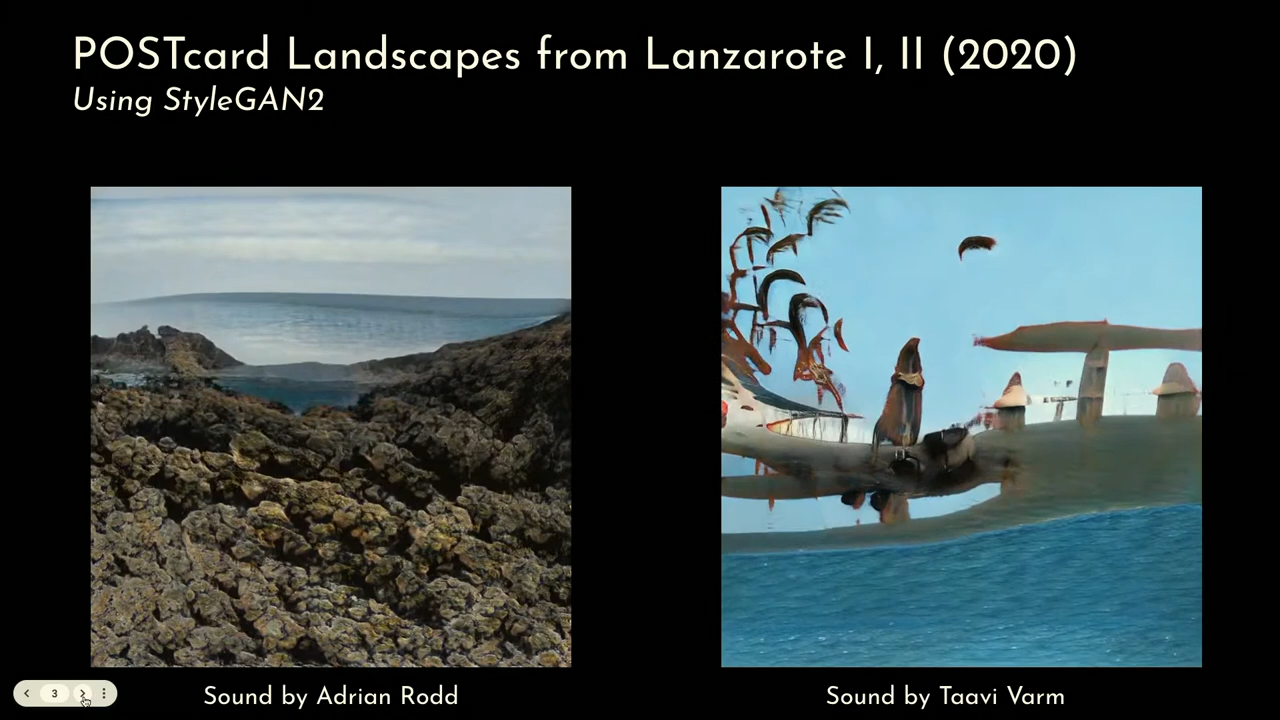 POSTcard Landscapes from Lanzarote I, II (2020)
Using StyleGAN2
3
Sound by Adrian Rodd
Sound by Taavi Varm